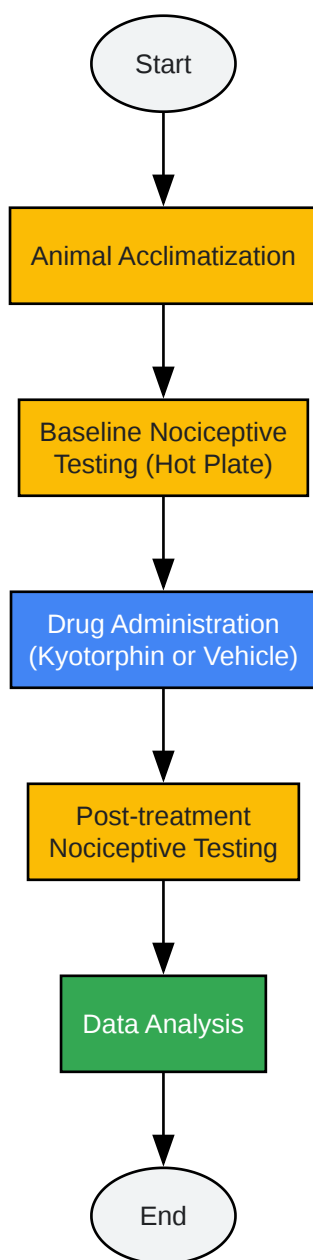 Start
Animal Acclimatization
Baseline Nociceptive
Testing (Hot Plate)
Drug Administration
(Kyotorphin or Vehicle)
Post-treatment
Nociceptive Testing
Data Analysis
End